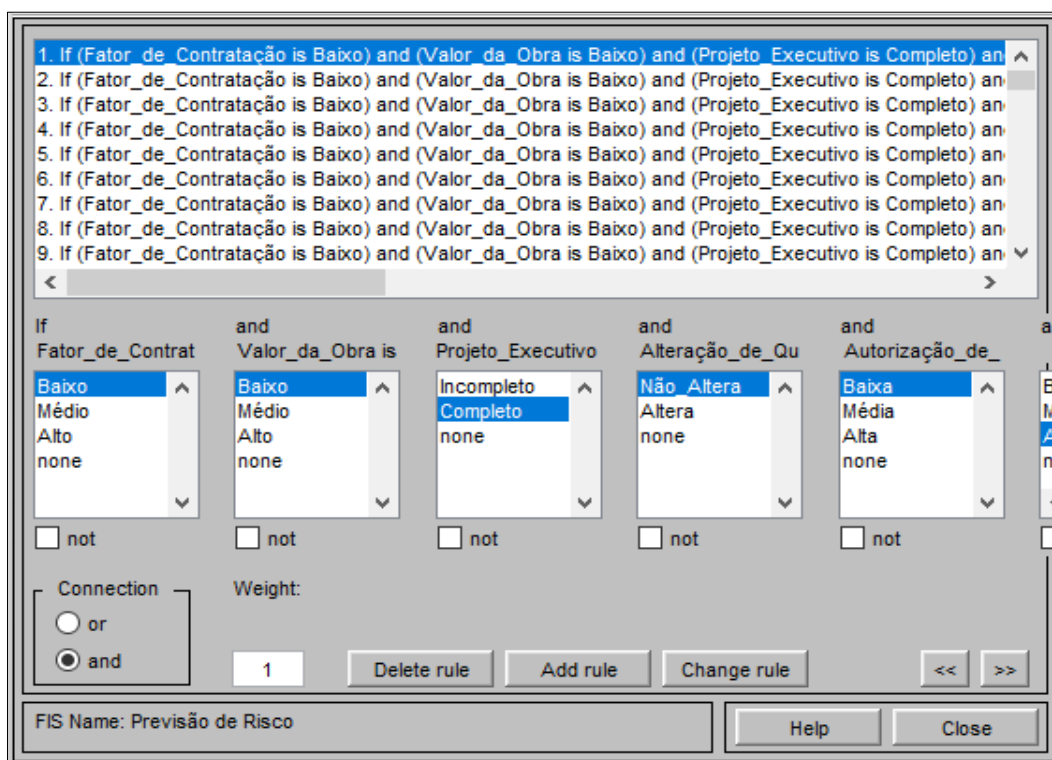 1. If (Fator_de_Contratação is Baixo) and (Valor_da_Obra is Baixo) and (Projeto_Executivo is Completo) an
2. If (Fator_de_Contratação is Baixo) and (Valor_da_Obra is Baixo) and (Projeto_Executivo is Completo) an
3. If (Fator_de_Contratação is Baixo) and (Valor_da_Obra is Baixo) and (Projeto_Executivo is Completo) an
4. If (Fator_de_Contratação is Baixo) and (Valor_da_Obra is Baixo) and (Projeto_Executivo is Completo) an
5. If (Fator_de_Contratação is Baixo) and (Valor_da_Obra is Baixo) and (Projeto_Executivo is Completo) an
6. If (Fator_de_Contratação is Baixo) and (Valor_da_Obra is Baixo) and (Projeto_Executivo is Completo) an
7. If (Fator_de_Contratação is Baixo) and (Valor_da_Obra is Baixo) and (Projeto_Executivo is Completo) an
8. If (Fator_de_Contratação is Baixo) and (Valor_da_Obra is Baixo) and (Projeto_Executivo is Completo) an
9. If (Fator_de_Contratação is Baixo) and (Valor_da_Obra is Baixo) and (Projeto_Executivo is Completo) an
If and and and and a
Fator_de_Contrat Valor_da_Obra is Projeto_Executivo Alteração_de_Qu Autorização_de_
Baixo Baixo Incompleto Não_Altera Baixa
Médio Médio Completo Altera Média
Alto Alto none none Alta
none none none
not not not not not
Connection Weight:
or
and 1 Delete rule Add rule Change rule << >>
FIS Name: Previsão de Risco Help Close